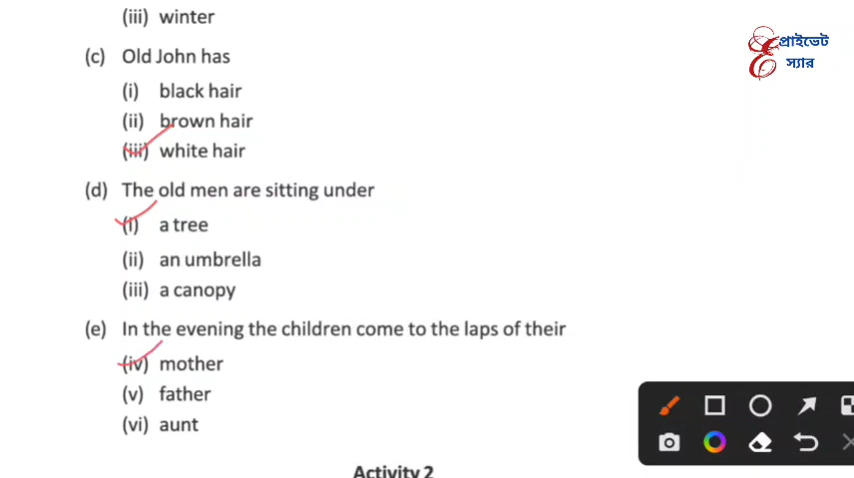 (iii) winter
প্রাইভেট
স্যার
(c) Old John has
(i) black hair
(ii) brown hair
(iii) white hair
(d) The old men are sitting under
(i) a tree
(ii) an umbrella
(iii) a canopy
(e) In the evening the children come to the laps of their
(iv) mother
(v) father
(vi) aunt
Activity 2